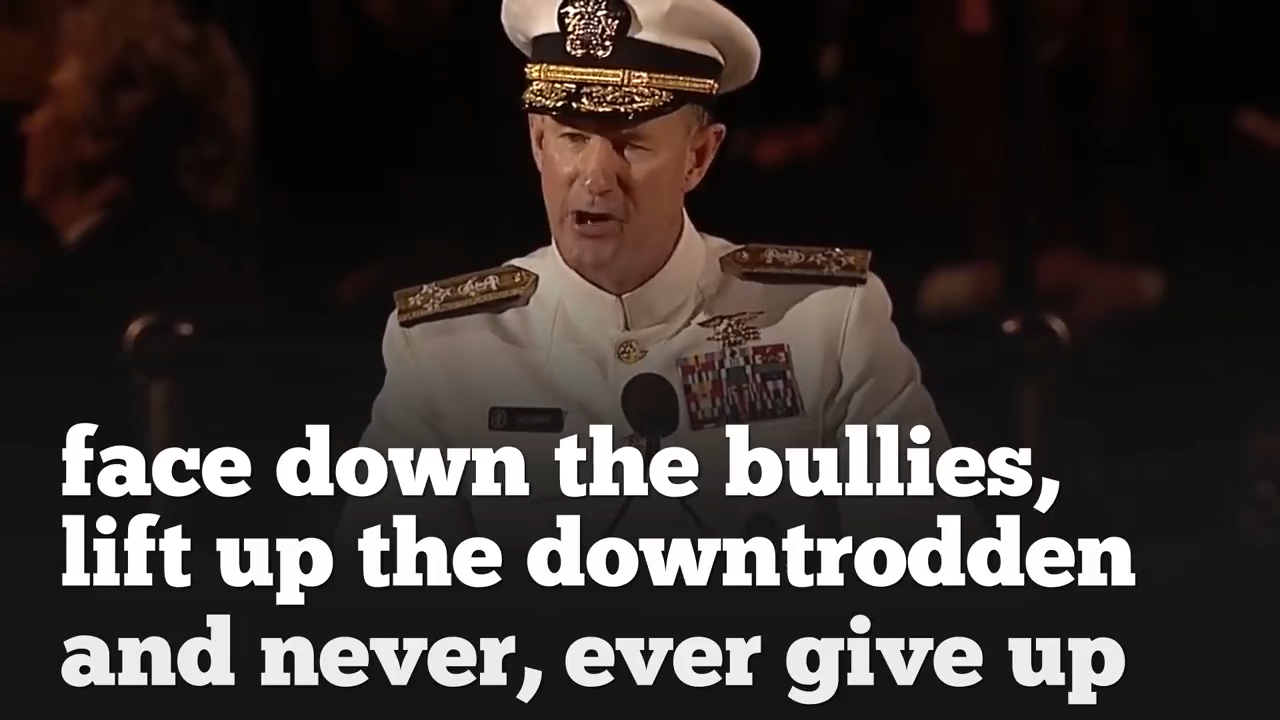 face down the bullies,
lift up the downtrodden
and never, ever give up